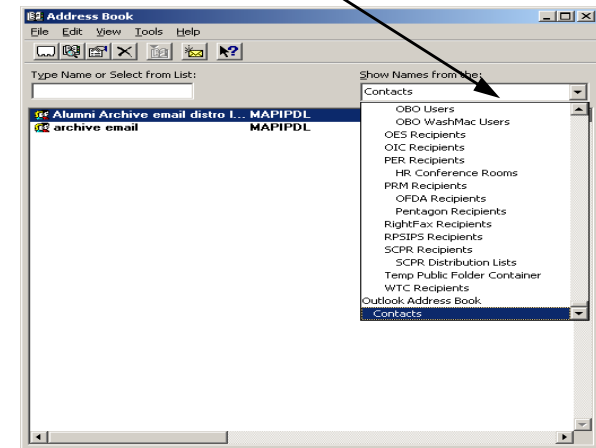 Address Book
File Edit View Tools Help
Type Name or Select from List:
Show Names from the:
Contacts
Alumni Archive email distro l... MAPIPDL
archive email MAPIPDL
OBO Users
OBO WashMac Users
OES Recipients
OIC Recipients
PER Recipients
HR Conference Rooms
PRM Recipients
OFDA Recipients
Pentagon Recipients
RightFax Recipients
RPSIPS Recipients
SCPR Recipients
SCPR Distribution Lists
Temp Public Folder Container
WTC Recipients
Outlook Address Book
Contacts